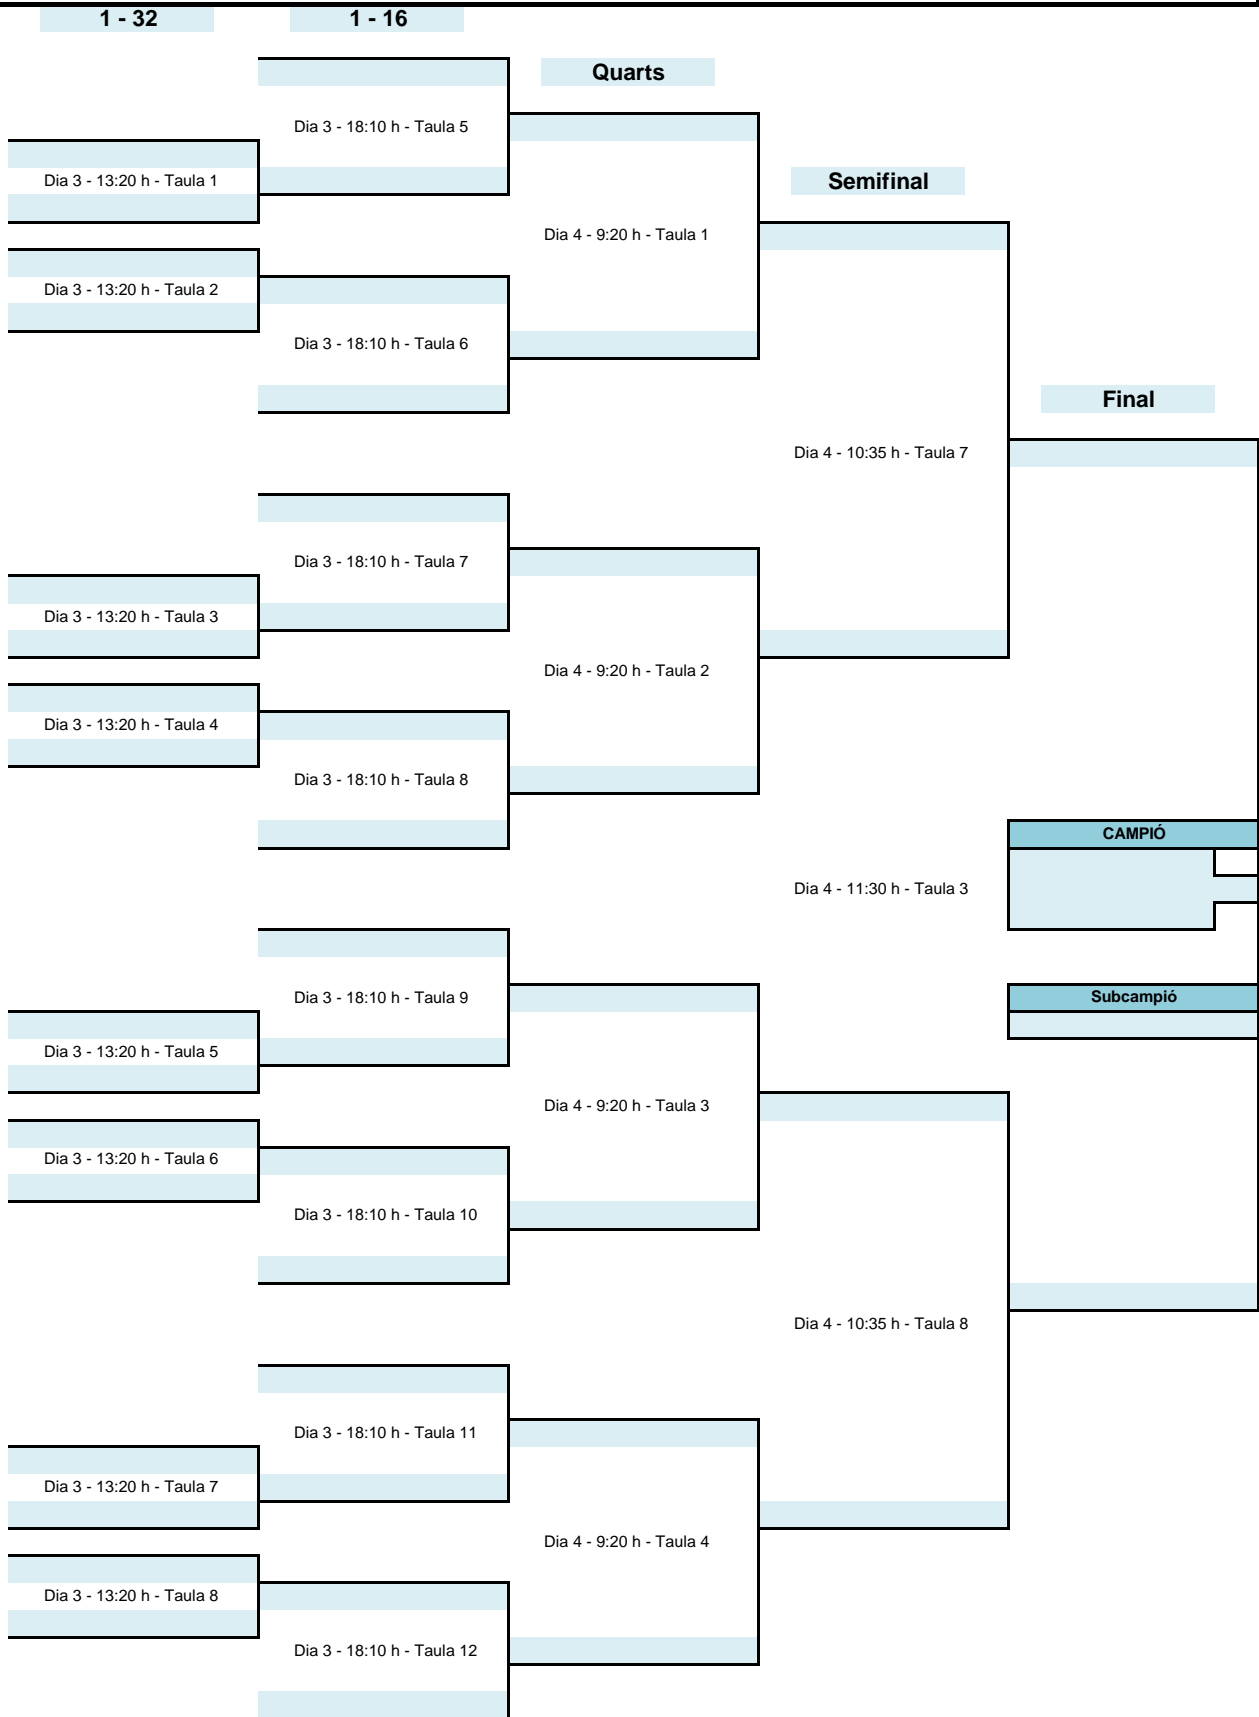 1 - 32
1 - 16
Quarts
Dia 3 - 18:10 h - Taula 5
Dia 3 - 13:20 h - Taula 1
Semifinal
Dia 4 - 9:20 h - Taula 1
Dia 3 - 13:20 h - Taula 2
Dia 3 - 18:10 h - Taula 6
Final
Dia 4 - 10:35 h - Taula 7
Dia 3 - 18:10 h - Taula 7
Dia 3 - 13:20 h - Taula 3
Dia 4 - 9:20 h - Taula 2
Dia 3 - 13:20 h - Taula 4
Dia 3 - 18:10 h - Taula 8
CAMPIÓ
Dia 4 - 11:30 h - Taula 3
Dia 3 - 18:10 h - Taula 9
Subcampió
Dia 3 - 13:20 h - Taula 5
Dia 4 - 9:20 h - Taula 3
Dia 3 - 13:20 h - Taula 6
Dia 3 - 18:10 h - Taula 10
Dia 4 - 10:35 h - Taula 8
Dia 3 - 18:10 h - Taula 11
Dia 3 - 13:20 h - Taula 7
Dia 4 - 9:20 h - Taula 4
Dia 3 - 13:20 h - Taula 8
Dia 3 - 18:10 h - Taula 12